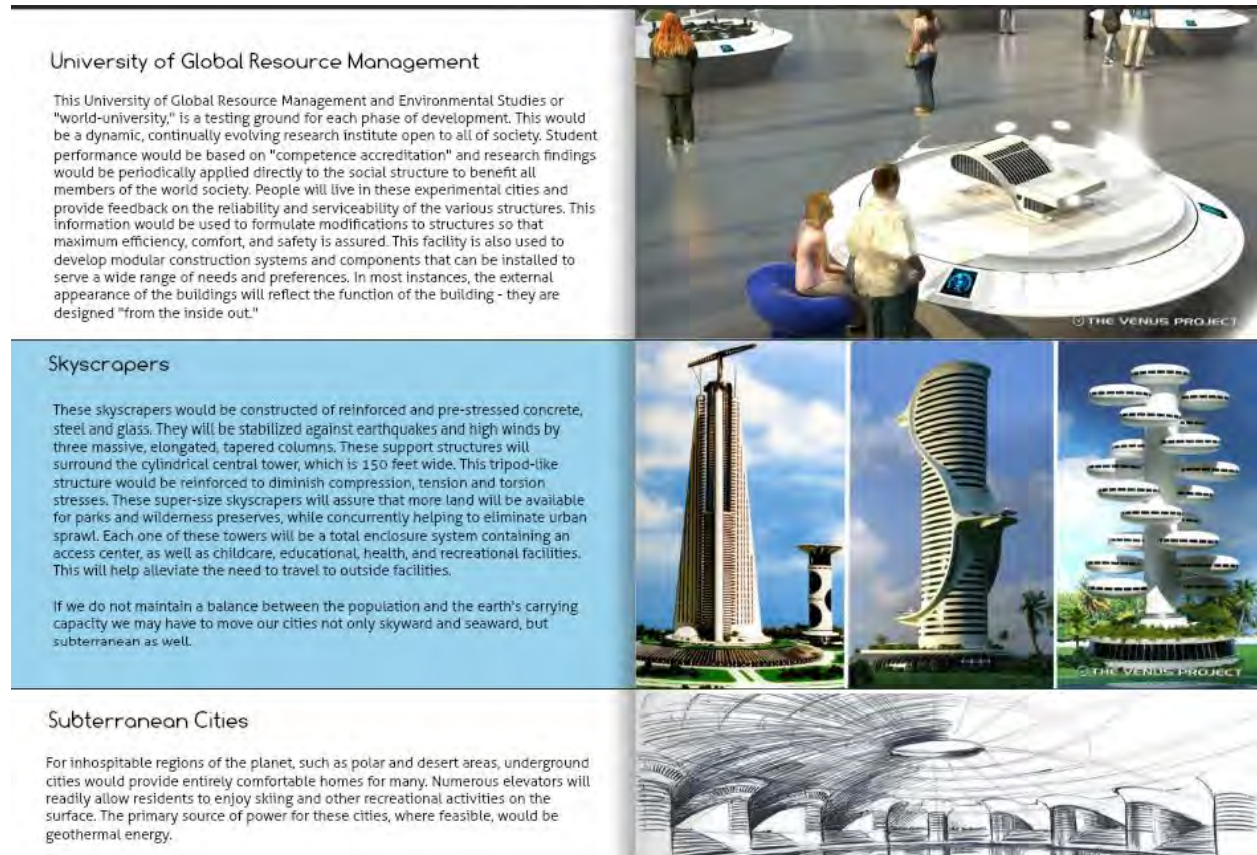 University of Global Resource Management
This University of Global Resource Management and Environmental Studies or
"world-university," is a testing ground for each phase of development. This would
be a dynamic, continually evolving research institute open to all of society. Student
performance would be based on "competence accreditation" and research findings
would be periodically applied directly to the social structure to benefit all
members of the world society. People will live in these experimental cities and
provide feedback on the reliability and serviceability of the various structures. This
information would be used to formulate modifications to structures so that
maximum efficiency, comfort, and safety is assured. This facility is also used to
develop modular construction systems and components that can be installed to
serve a wide range of needs and preferences. In most instances, the external
appearance of the buildings will reflect the function of the building - they are
designed "from the inside out."
THE VENUS PROJECT
Skyscrapers
These skyscrapers would be constructed of reinforced and pre-stressed concrete,
steel and glass. They will be stabilized against earthquakes and high winds by
three massive, elongated, tapered columns. These support structures will
surround the cylindrical central tower, which is 150 feet wide. This tripod-like
structure would be reinforced to diminish compression, tension and torsion
stresses. These super-size skyscrapers will assure that more land will be available
for parks and wilderness preserves, while concurrently helping to eliminate urban
sprawl. Each one of these towers will be a total enclosure system containing an
access center, as well as childcare, educational, health, and recreational facilities.
This will help alleviate the need to travel to outside facilities.
If we do not maintain a balance between the population and the earth's carrying
capacity we may have to move our cities not only skyward and seaward, but
subterranean as well.
THE VENUS PROJECT
Subterranean Cities
For inhospitable regions of the planet, such as polar and desert areas, underground
cities would provide entirely comfortable homes for many. Numerous elevators will
readily allow residents to enjoy skiing and other recreational activities on the
surface. The primary source of power for these cities, where feasible, would be
geothermal energy.